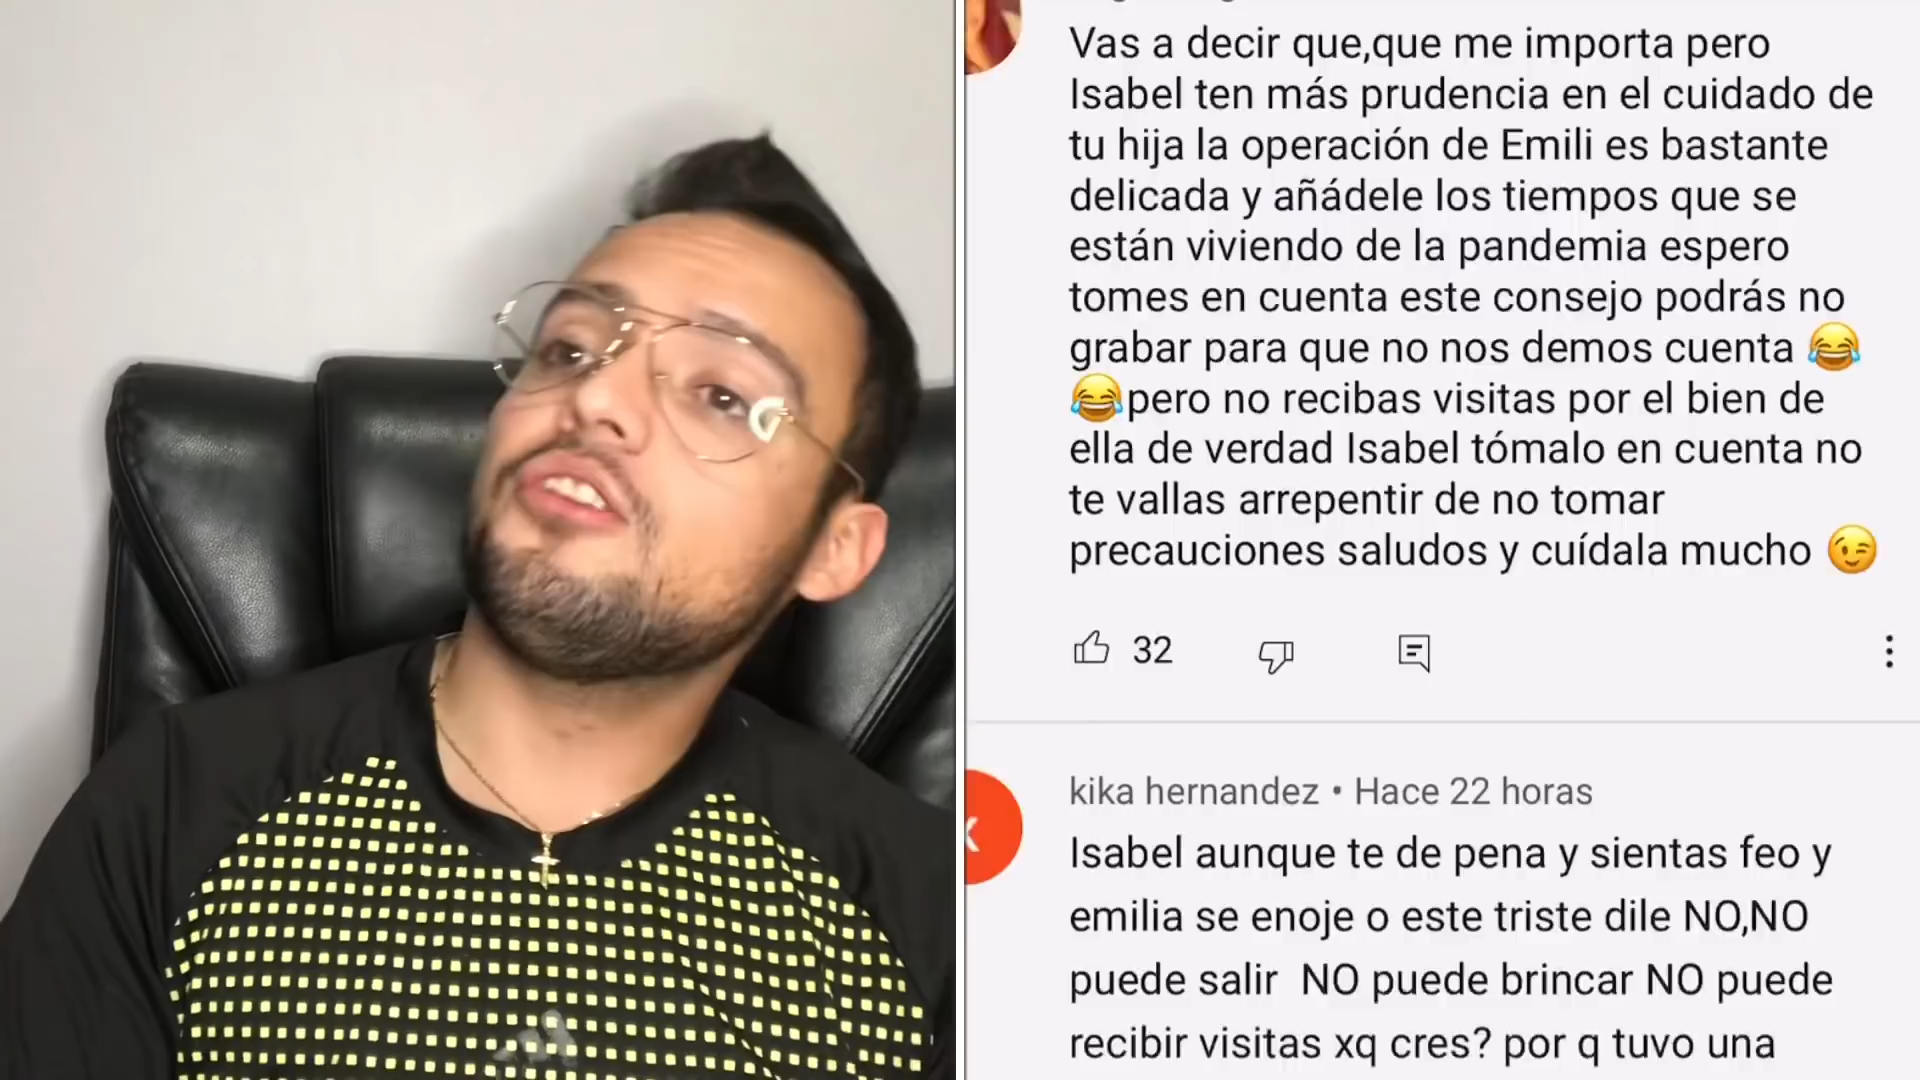 Vas a decir que,que me importa pero
Isabel ten más prudencia en el cuidado de
tu hija la operación de Emili es bastante
delicada y añádele los tiempos que se
están viviendo de la pandemia espero
tomes en cuenta este consejo podrás no
grabar para que no nos demos cuenta 😂
😂pero no recibas visitas por el bien de
ella de verdad Isabel tómalo en cuenta no
te vallas arrepentir de no tomar
precauciones saludos y cuídala mucho 😉
32
kika hernandez • Hace 22 horas
Isabel aunque te de pena y sientas feo y
emilia se enoje o este triste dile NO,NO
puede salir  NO puede brincar NO puede
recibir visitas xq cres? por q tuvo una